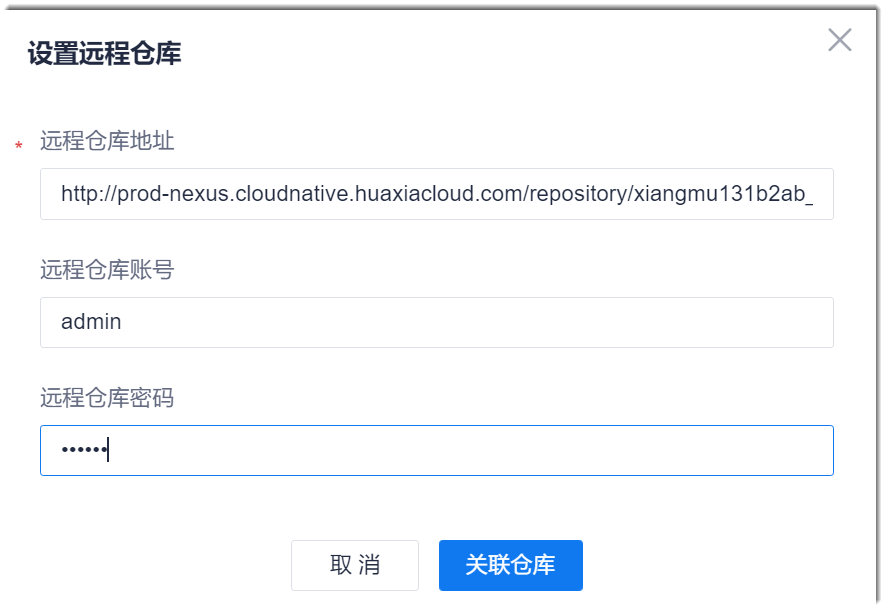 设置远程仓库
* 远程仓库地址
http://prod-nexus.cloudnative.huaxiacloud.com/repository/xiangmu131b2ab_
远程仓库账号
admin
远程仓库密码
••••••
取 消 关联仓库